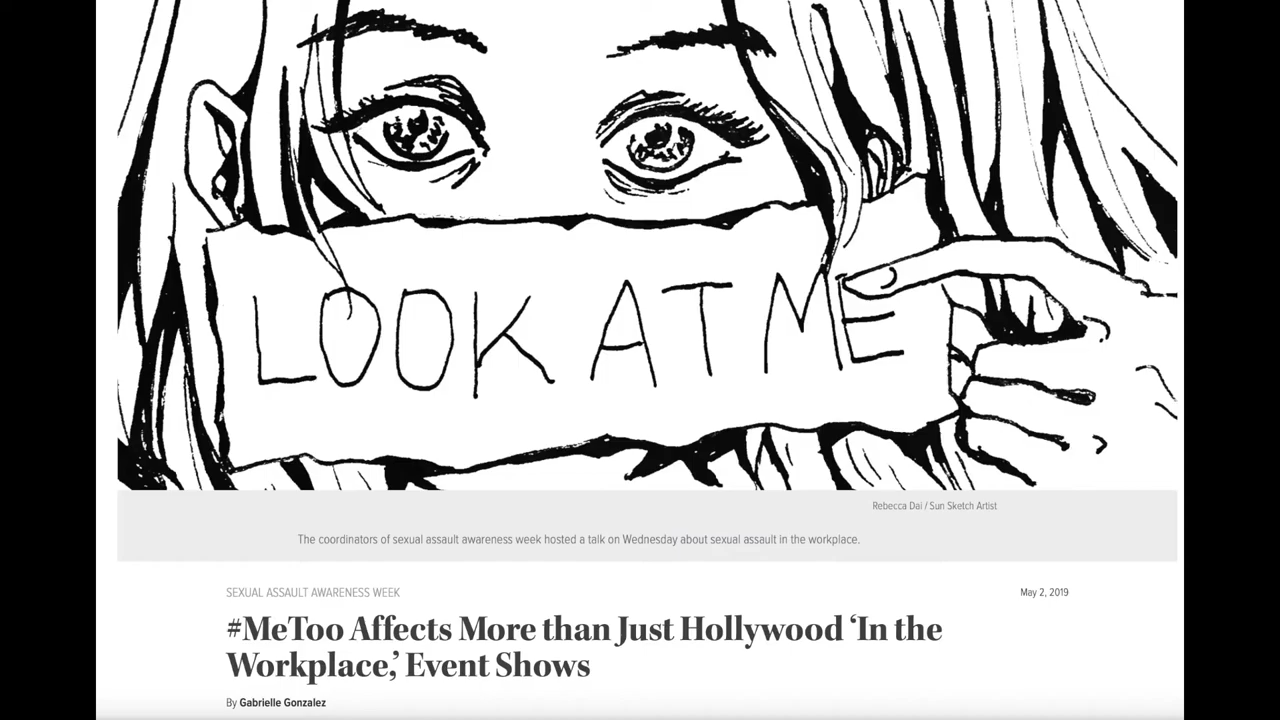 LOOK AT ME
Rebecca Dai / Sun Sketch Artist
The coordinators of sexual assault awareness week hosted a talk on Wednesday about sexual assault in the workplace.
SEXUAL ASSAULT AWARENESS WEEK
May 2, 2019
#MeToo Affects More than Just Hollywood ‘In the
Workplace,’ Event Shows
By Gabrielle Gonzalez